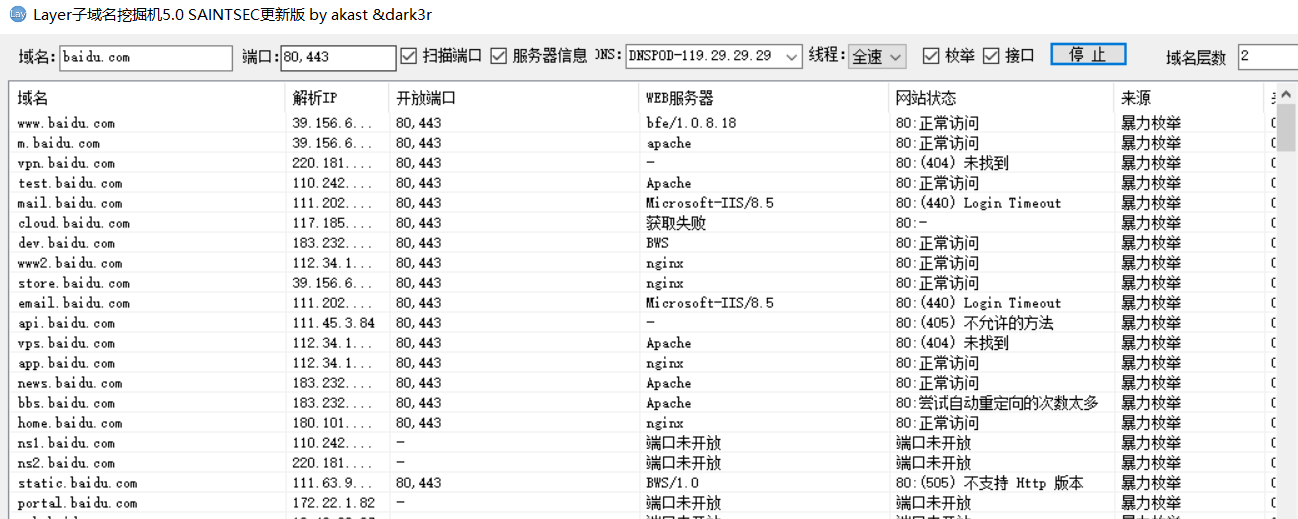 Lay Layer子域名挖掘机5.0 SAINTSEC更新版 by akast &dark3r
域名: baidu.com 端口: 80,443 扫描端口 服务器信息 DNS: DNSPOD-119.29.29.29 线程: 全速 枚举 接口 停 止 域名层数 2
域名 解析IP 开放端口 WEB服务器 网站状态 来源
www.baidu.com 39.156.6... 80,443 bfe/1.0.8.18 80:正常访问 暴力枚举
m.baidu.com 39.156.6... 80,443 apache 80:正常访问 暴力枚举
vpn.baidu.com 220.181.... 80,443 - 80:(404) 未找到 暴力枚举
test.baidu.com 110.242.... 80,443 Apache 80:正常访问 暴力枚举
mail.baidu.com 111.202.... 80,443 Microsoft-IIS/8.5 80:(440) Login Timeout 暴力枚举
cloud.baidu.com 117.185.... 80,443 获取失败 80:- 暴力枚举
dev.baidu.com 183.232.... 80,443 BWS 80:正常访问 暴力枚举
www2.baidu.com 112.34.1... 80,443 nginx 80:正常访问 暴力枚举
store.baidu.com 39.156.6... 80,443 nginx 80:正常访问 暴力枚举
email.baidu.com 111.202.... 80,443 Microsoft-IIS/8.5 80:(440) Login Timeout 暴力枚举
api.baidu.com 111.45.3.84 80,443 - 80:(405) 不允许的方法 暴力枚举
vps.baidu.com 112.34.1... 80,443 Apache 80:(404) 未找到 暴力枚举
app.baidu.com 112.34.1... 80,443 nginx 80:正常访问 暴力枚举
news.baidu.com 183.232.... 80,443 Apache 80:正常访问 暴力枚举
bbs.baidu.com 183.232.... 80,443 Apache 80:尝试自动重定向的次数太多 暴力枚举
home.baidu.com 180.101.... 80,443 nginx 80:正常访问 暴力枚举
ns1.baidu.com 110.242.... - 端口未开放 端口未开放 暴力枚举
ns2.baidu.com 220.181.... - 端口未开放 端口未开放 暴力枚举
static.baidu.com 111.63.9... 80,443 BWS/1.0 80:(505) 不支持 Http 版本 暴力枚举
portal.baidu.com 172.22.1.82 - 端口未开放 端口未开放 暴力枚举